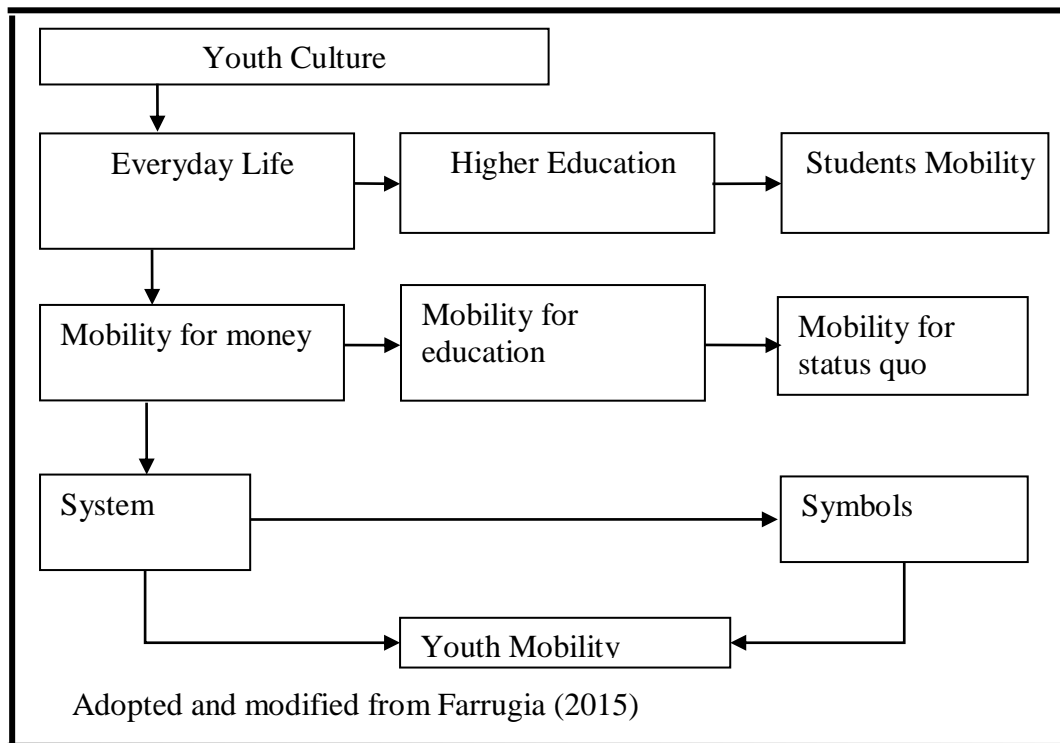 Youth Culture
Everyday Life
Higher Education
Students Mobility
Mobility for money
Mobility for
education
Mobility for
status quo
System
Symbols
Youth Mobility
Adopted and modified from Farrugia (2015)